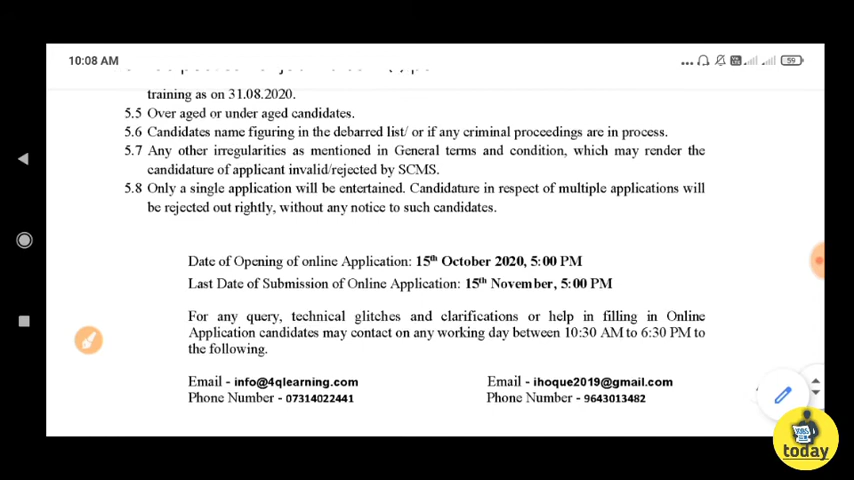 10:08 AM
59
training as on 31.08.2020.
5.5 Over aged or under aged candidates.
5.6 Candidates name figuring in the debarred list/ or if any criminal proceedings are in process.
5.7 Any other irregularities as mentioned in General terms and condition, which may render the
candidature of applicant invalid/rejected by SCMS.
5.8 Only a single application will be entertained. Candidature in respect of multiple applications will
be rejected out rightly, without any notice to such candidates.
Date of Opening of online Application: 15th October 2020, 5:00 PM
Last Date of Submission of Online Application: 15th November, 5:00 PM
For any query, technical glitches and clarifications or help in filling in Online
Application candidates may contact on any working day between 10:30 AM to 6:30 PM to
the following.
Email - info@4qlearning.com
Phone Number - 07314022441
Email - ihoque2019@gmail.com
Phone Number - 9643013482
JOBS
today